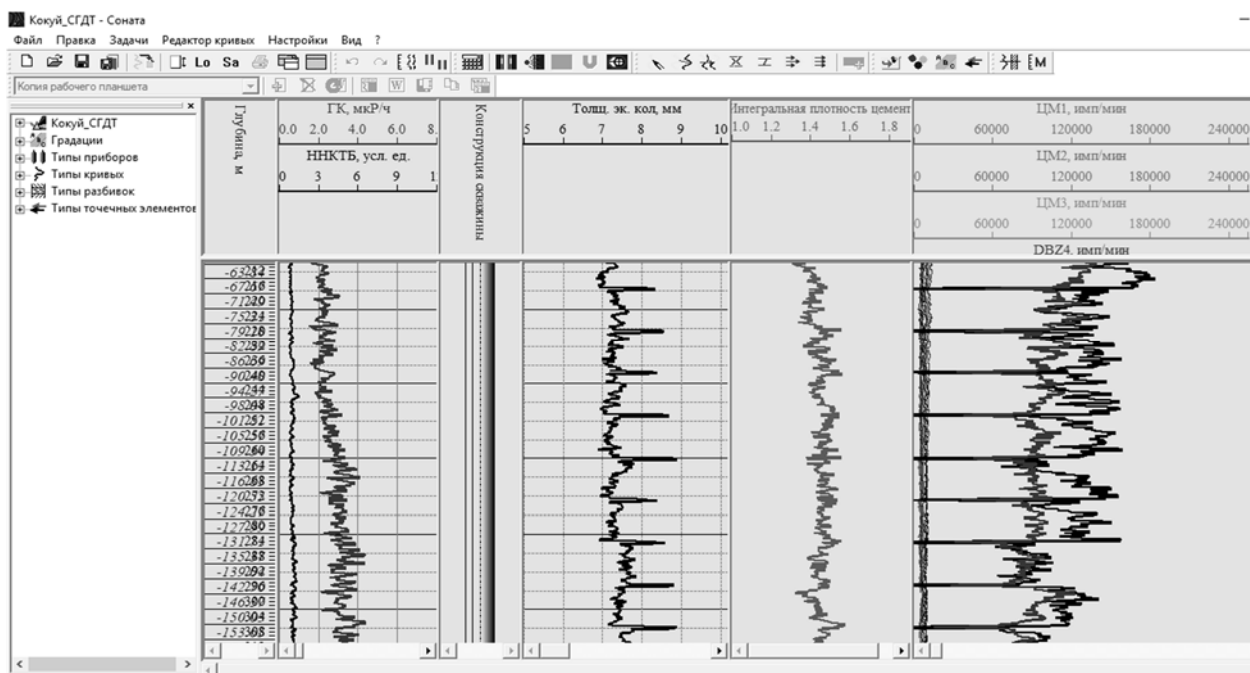 Кокуй_СГДТ - Соната
Файл Правка Задачи Редактор кривых Настройки Вид ?
Lo Sa
Копия рабочего планшета
Кокуй_СГДТ
Градации
Типы приборов
Типы кривых
Типы разбивок
Типы точечных элементов
Глубина, м
ГК, мкР/ч
0.0 2.0 4.0 6.0 8.
ННКТБ, усл. ед.
0 3 6 9 1
Конструкция скважины
Толщ. эк. кол, мм
5 6 7 8 9 10
Интегральная плотность цемент
1.0 1.2 1.4 1.6 1.8
ЦМ1, имп/мин
0 60000 120000 180000 240000
ЦМ2, имп/мин
0 60000 120000 180000 240000
ЦМ3, имп/мин
0 60000 120000 180000 240000
DBZ4. имп/мин